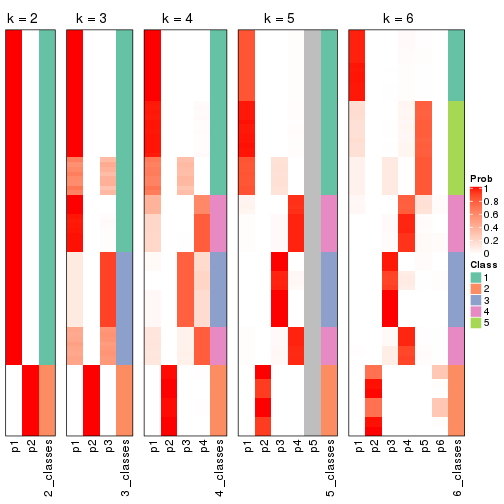 k = 2
k = 3
k = 4
k = 5
k = 6
Prob
1
0.8
0.6
0.4
0.2
0
Class
1
2
3
4
5
p1
p2
2_classes
p1
p2
p3
3_classes
p1
p2
p3
p4
4_classes
p1
p2
p3
p4
p5
5_classes
p1
p2
p3
p4
p5
p6
6_classes